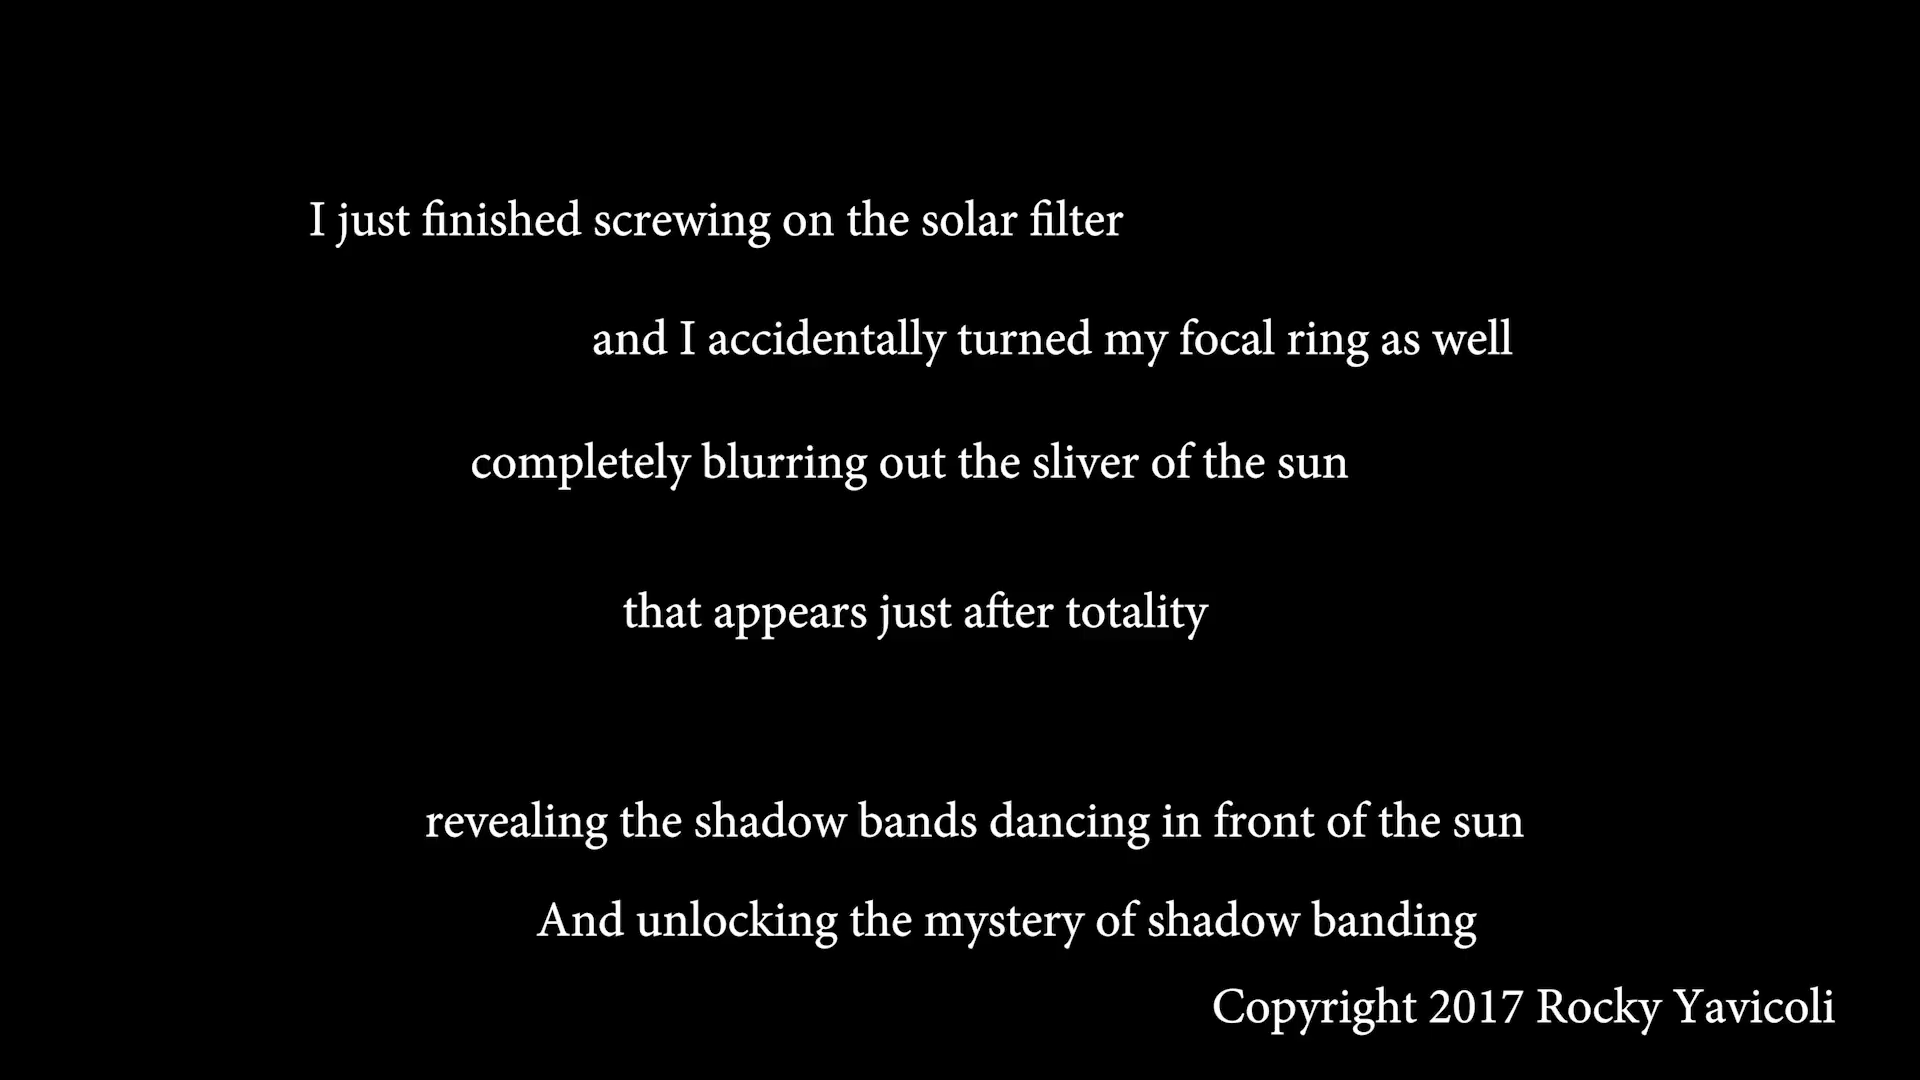 I just finished screwing on the solar filter
and I accidentally turned my focal ring as well
completely blurring out the sliver of the sun
that appears just after totality
revealing the shadow bands dancing in front of the sun
And unlocking the mystery of shadow banding
Copyright 2017 Rocky Yavicoli